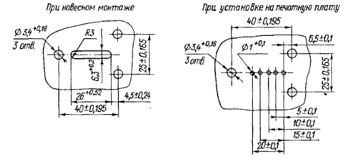 При навесном монтаже
При установке на печатную плату
Ø3,4+0,18
3 отв.
R3
6,3+0,3
26+0,52
40±0,195
4,5±0,24
25±0,165
Ø3,4+0,18
3 отв.
Ø1+0,1
40±0,195
6,5±0,1
25±0,165
5±0,1
10±0,1
15±0,1
20±0,1